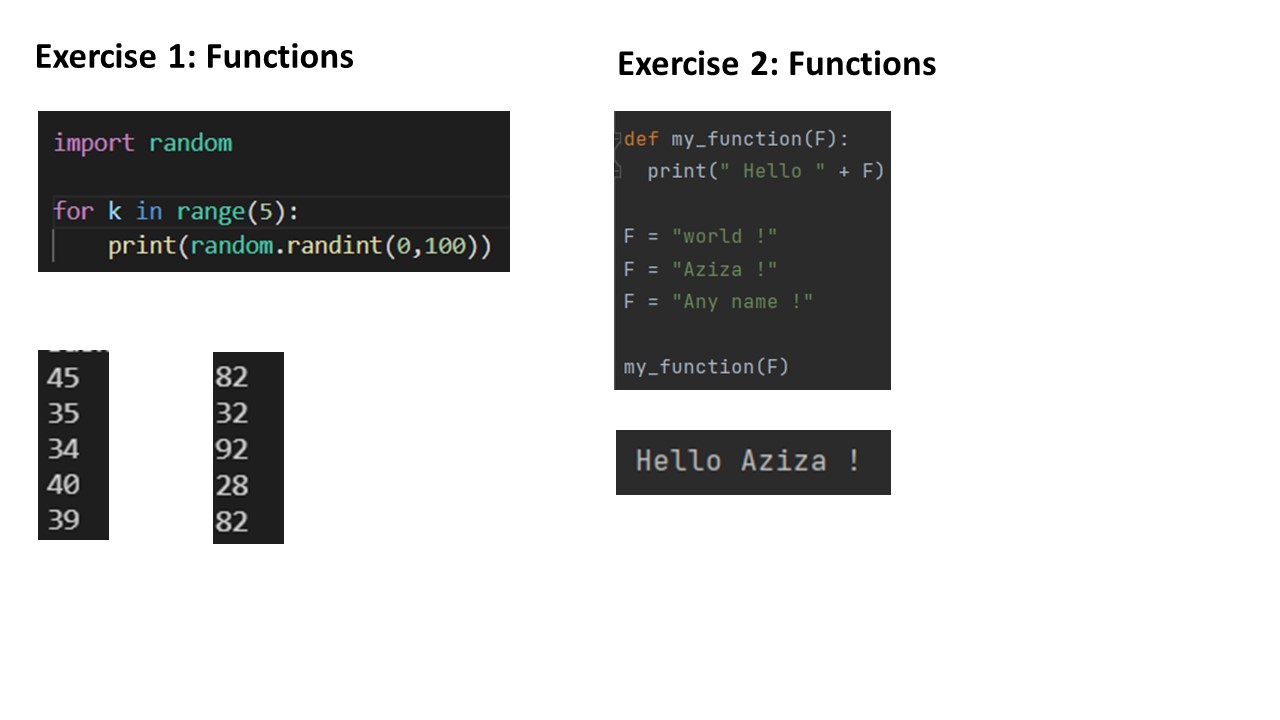 Exercise 1: Functions
import random
for k in range(5):
    print(random.randint(0,100))
45
35
34
40
39
82
32
92
28
82
Exercise 2: Functions
def my_function(F):
  print(" Hello " + F)
F = "world !"
F = "Aziza !"
F = "Any name !"
my_function(F)
Hello Aziza !